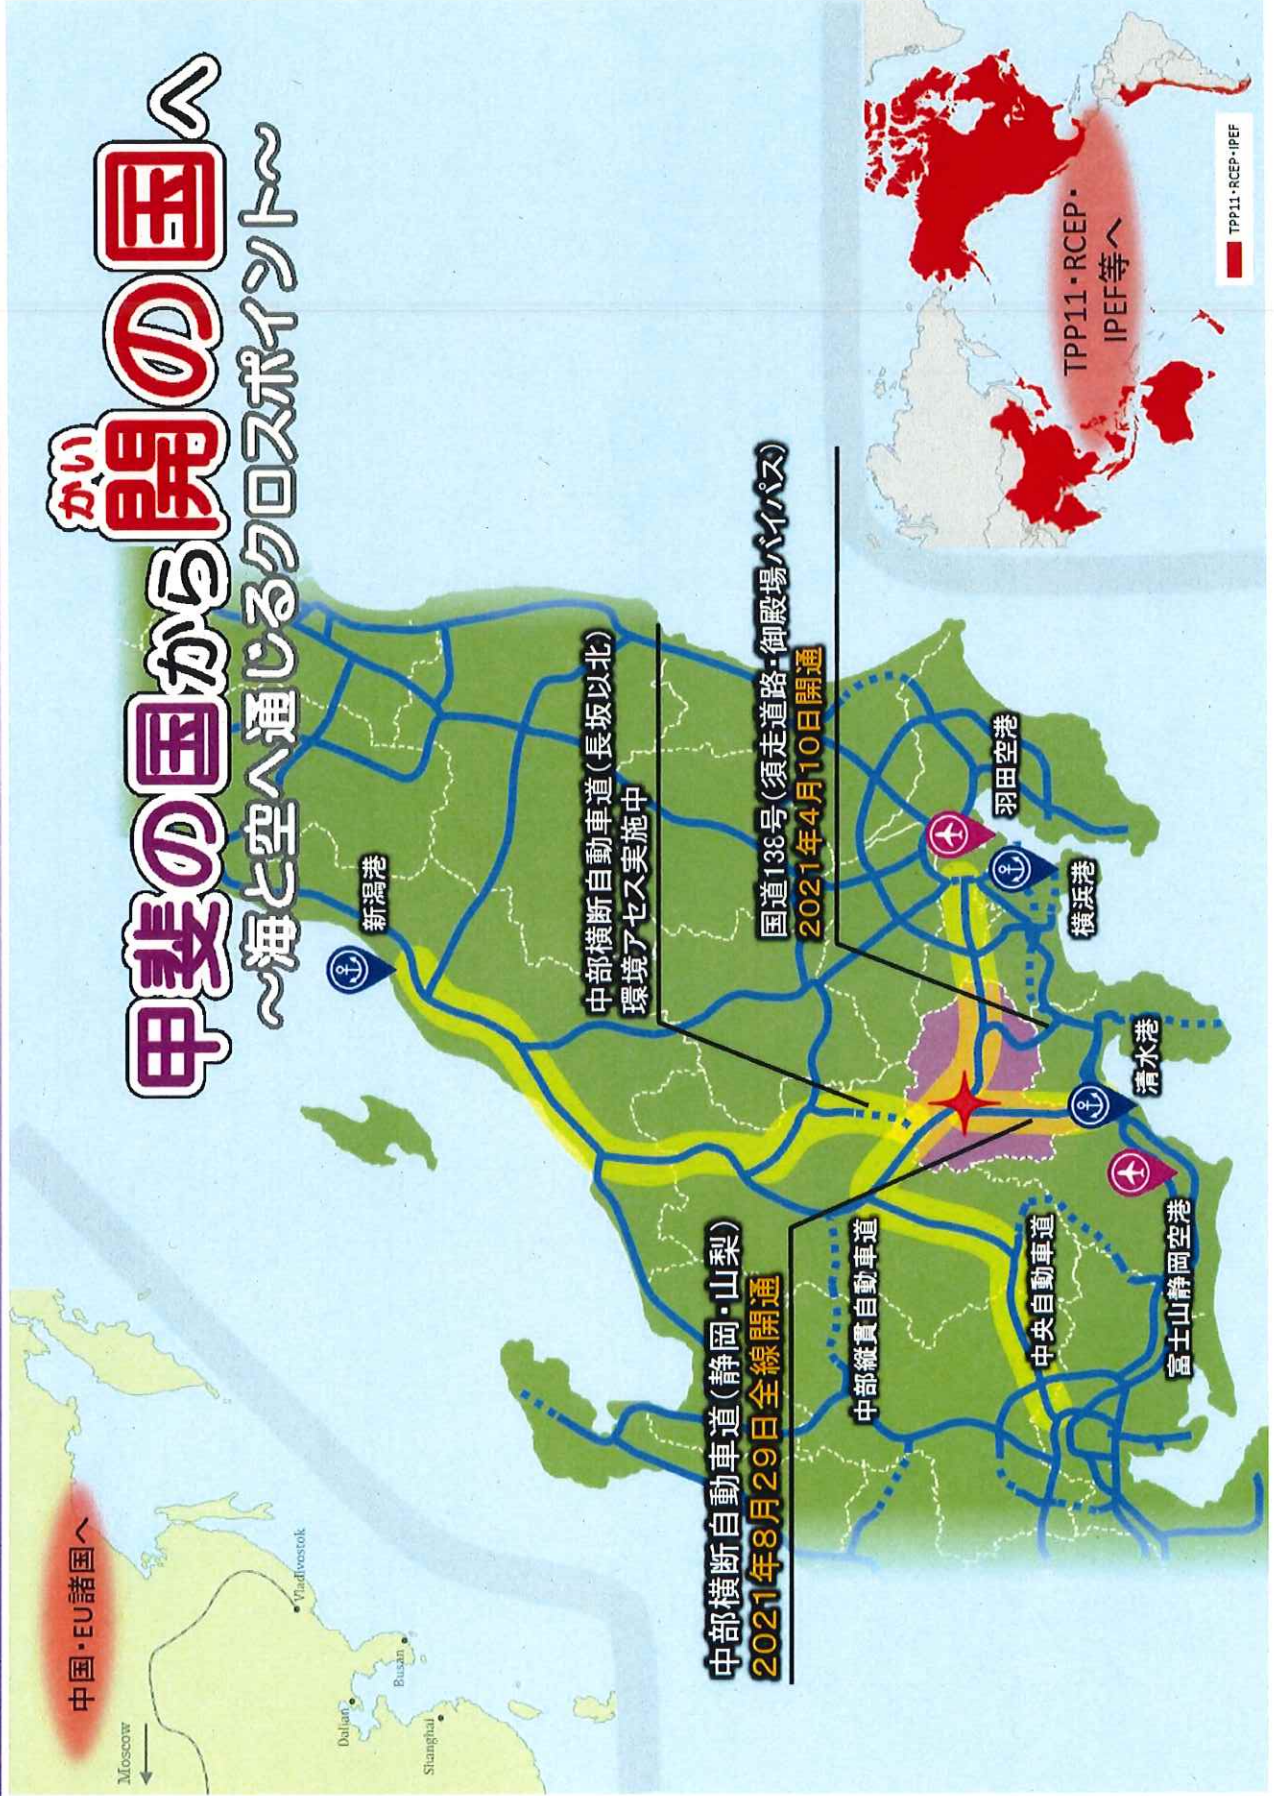 かい
甲斐の国から開の国へ
～海と空へ通じるクロスポイント～
中国・EU諸国へ
Moscow
Vladivostok
Dalian
Busan
Shanghai
新潟港
中部横断自動車道（長坂以北）
環境アセス実施中
国道138号（須走道路・御殿場バイパス）
2021年4月10日開通
中部横断自動車道（静岡・山梨）
2021年8月29日全線開通
中部縦貫自動車道
中央自動車道
羽田空港
横浜港
清水港
富士山静岡空港
TPP11・RCEP・
IPEF等へ
TPP11・RCEP・IPEF